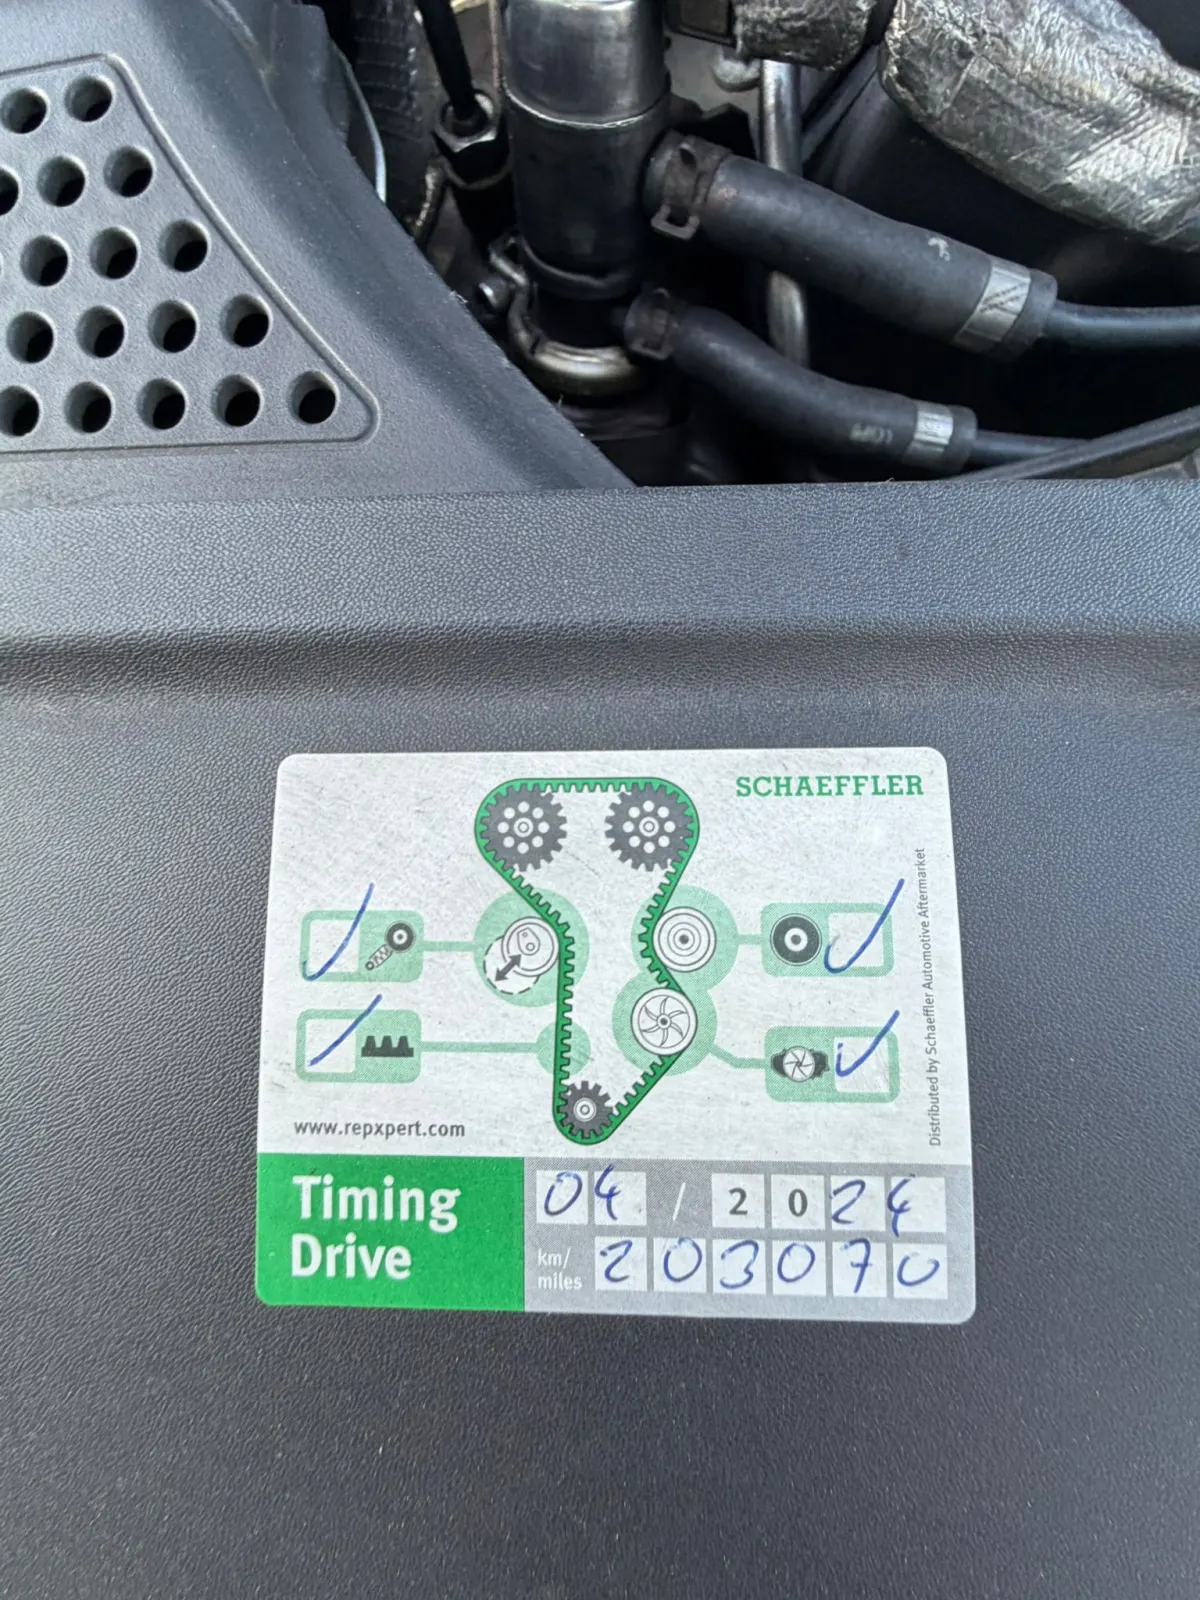 SCHAEFFLER
Distributed by Schaeffler Automotive Aftermarket
www.repxpert.com
Timing
Drive
04 / 2024
km/
miles
203070